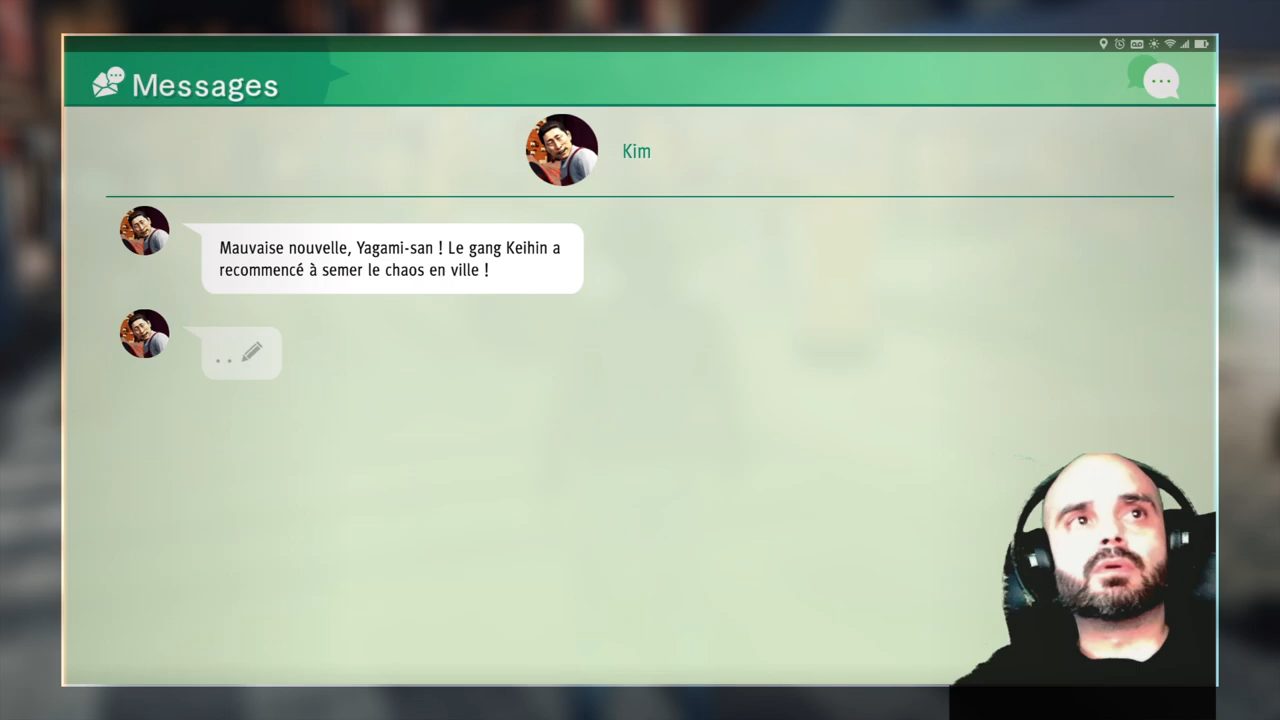 Messages
Kim
Mauvaise nouvelle, Yagami-san ! Le gang Keihin a
recommencé à semer le chaos en ville !